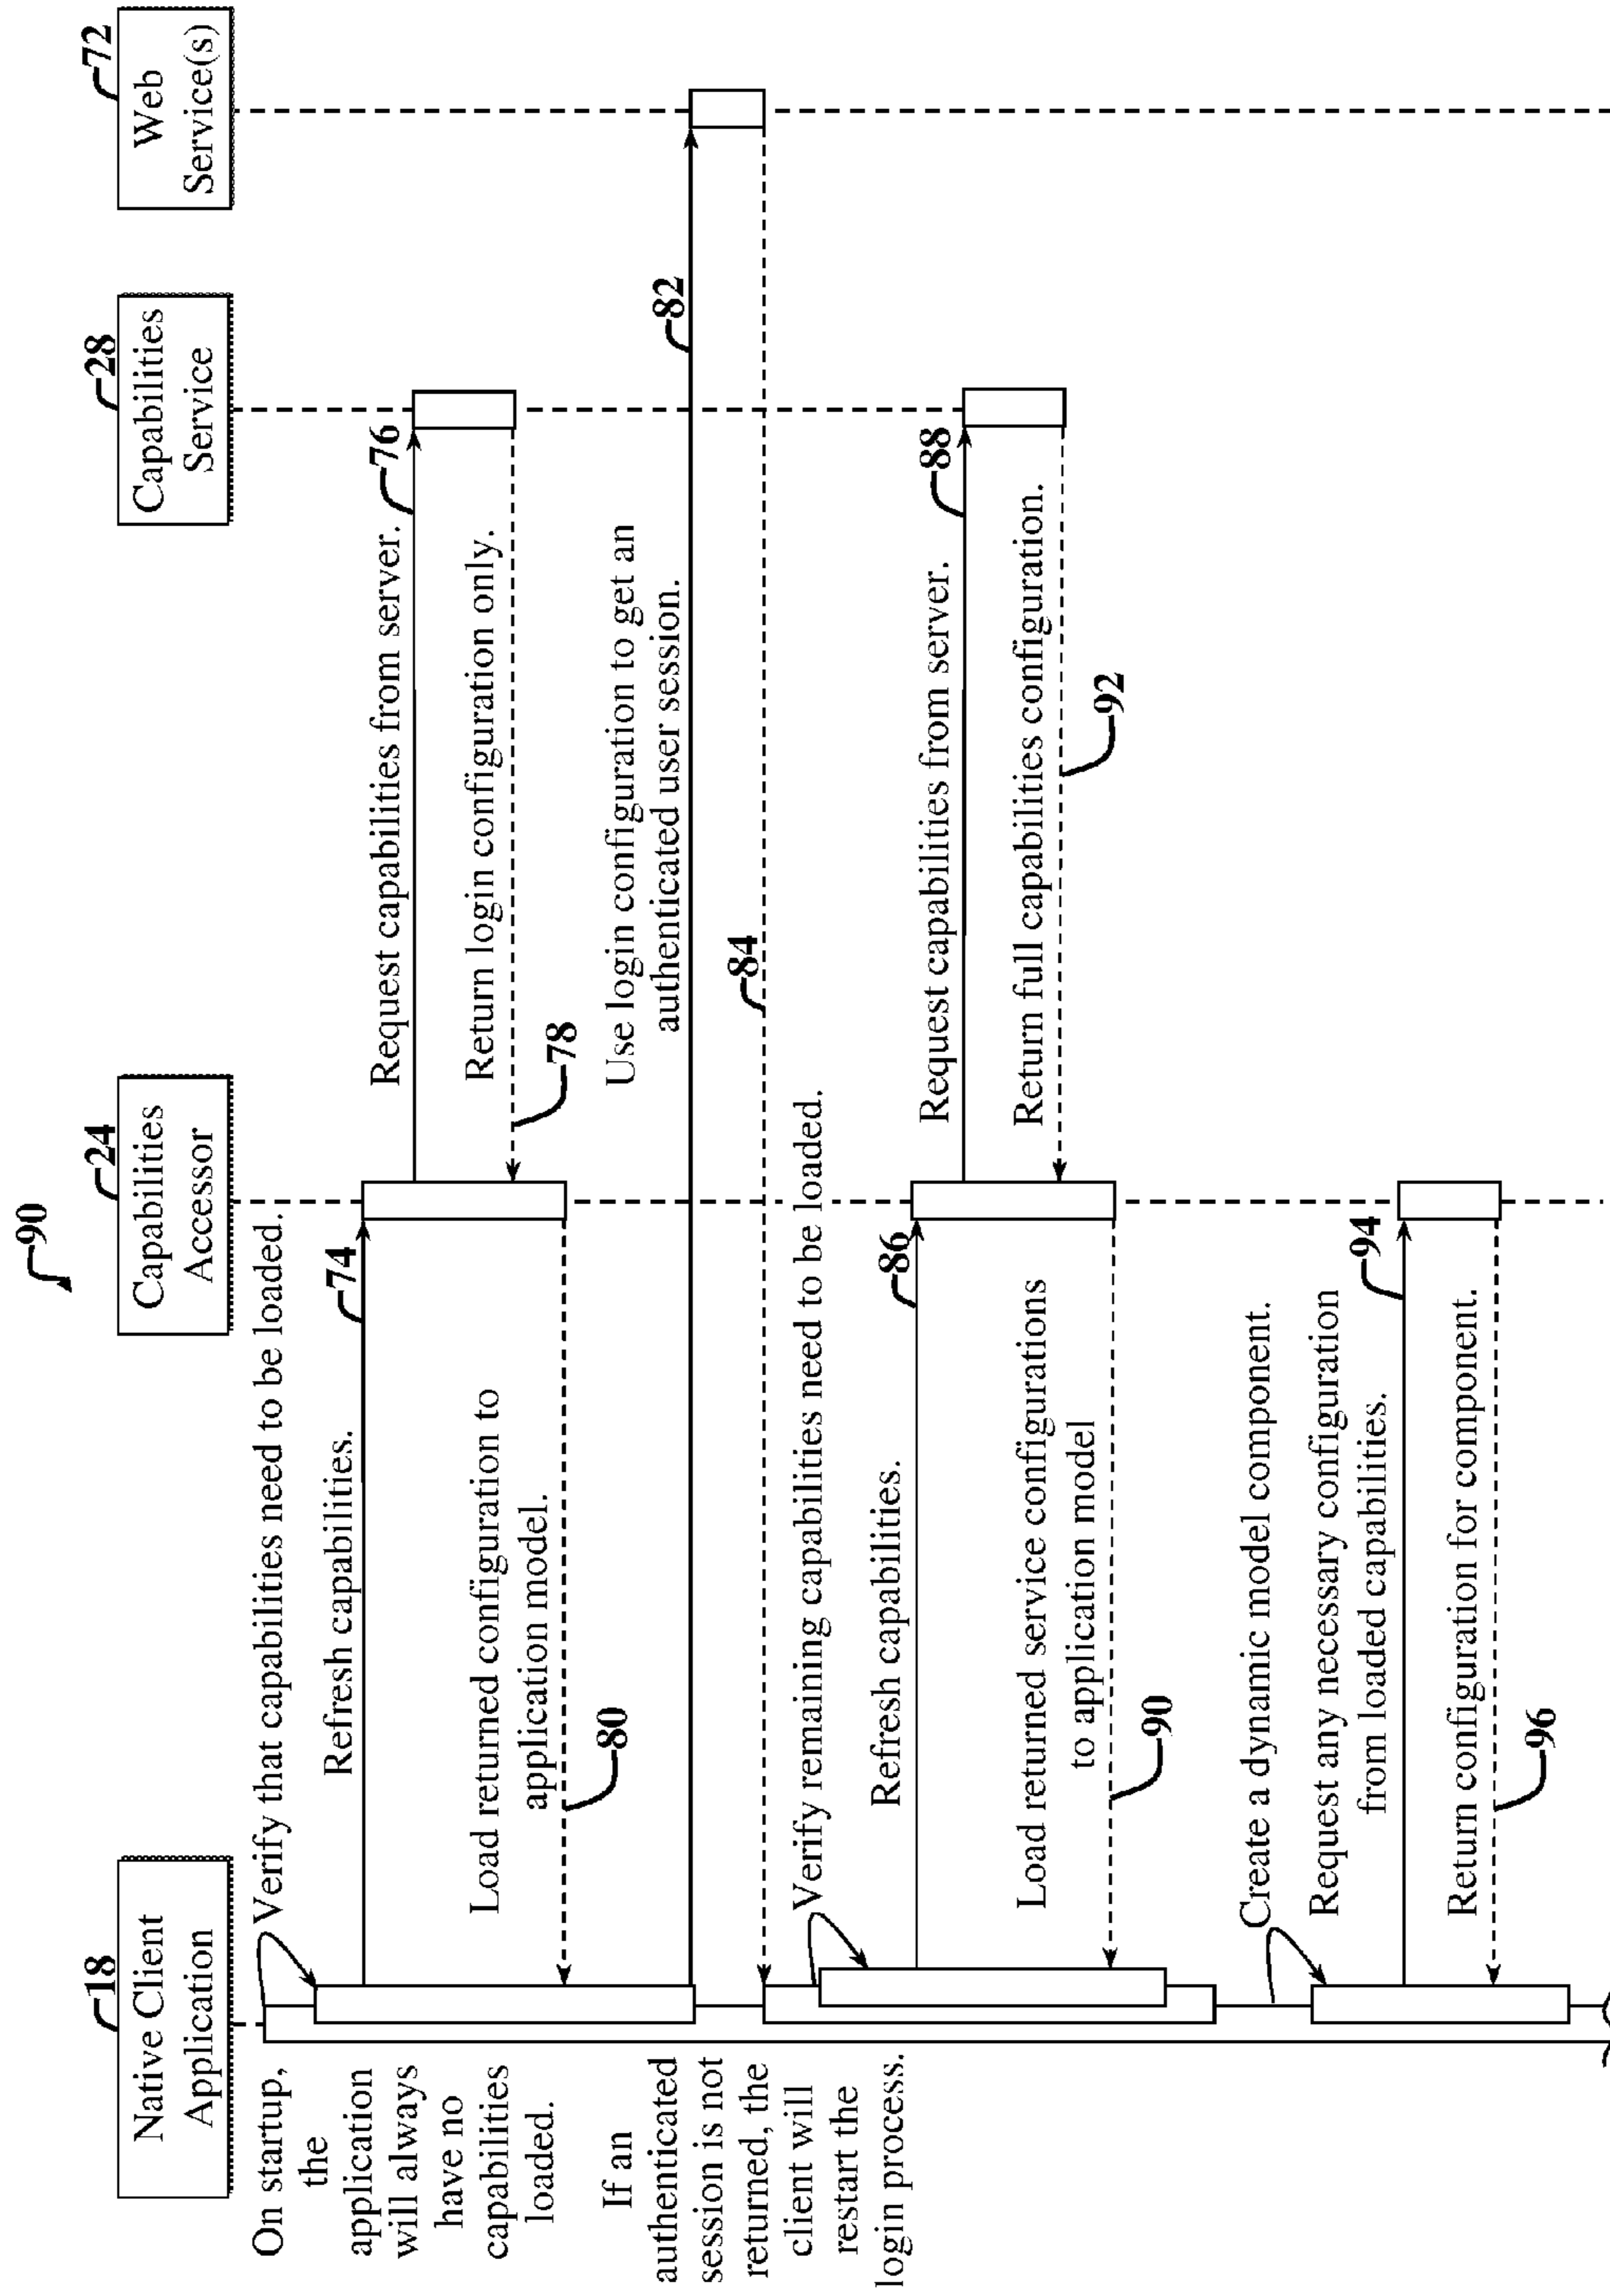 90
18
Native Client
Application
24
Capabilities
Accessor
28
Capabilities
Service
72
Web
Service(s)
On startup,
the
application
will always
have no
capabilities
loaded.
Verify that capabilities need to be loaded.
Refresh capabilities.
74
Request capabilities from server.
76
Return login configuration only.
78
Load returned configuration to
application model.
80
If an
authenticated
session is not
returned, the
client will
restart the
login process.
Use login configuration to get an
authenticated user session.
82
84
Verify remaining capabilities need to be loaded.
Refresh capabilities.
86
Request capabilities from server.
88
Return full capabilities configuration.
92
Load returned service configurations
to application model
90
Create a dynamic model component.
Request any necessary configuration
from loaded capabilities.
94
Return configuration for component.
96